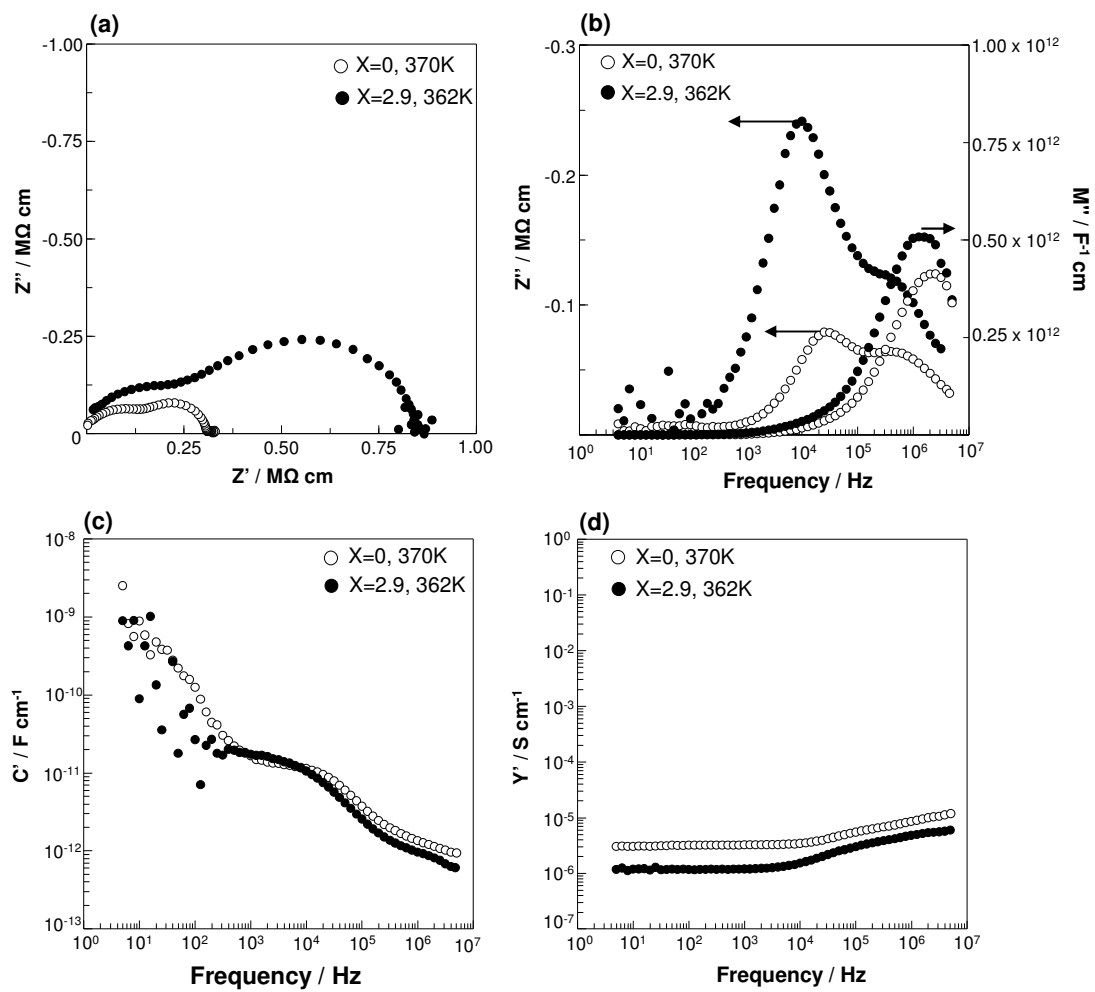 (a)
-1.00
-0.75
-0.50
-0.25
0
Z'' / MΩ cm
X=0, 370K
X=2.9, 362K
0.25
0.50
0.75
1.00
Z' / MΩ cm
(b)
-0.3
-0.2
-0.1
Z'' / MΩ cm
X=0, 370K
X=2.9, 362K
1.00 x 10¹²
0.75 x 10¹²
0.50 x 10¹²
0.25 x 10¹²
M'' / F⁻¹ cm
10⁰ 10¹ 10² 10³ 10⁴ 10⁵ 10⁶ 10⁷
Frequency / Hz
(c)
10⁻⁸
10⁻⁹
10⁻¹⁰
10⁻¹¹
10⁻¹²
10⁻¹³
C' / F cm⁻¹
X=0, 370K
X=2.9, 362K
10⁰ 10¹ 10² 10³ 10⁴ 10⁵ 10⁶ 10⁷
Frequency / Hz
(d)
10⁰
10⁻¹
10⁻²
10⁻³
10⁻⁴
10⁻⁵
10⁻⁶
10⁻⁷
Y' / S cm⁻¹
X=0, 370K
X=2.9, 362K
10⁰ 10¹ 10² 10³ 10⁴ 10⁵ 10⁶ 10⁷
Frequency / Hz